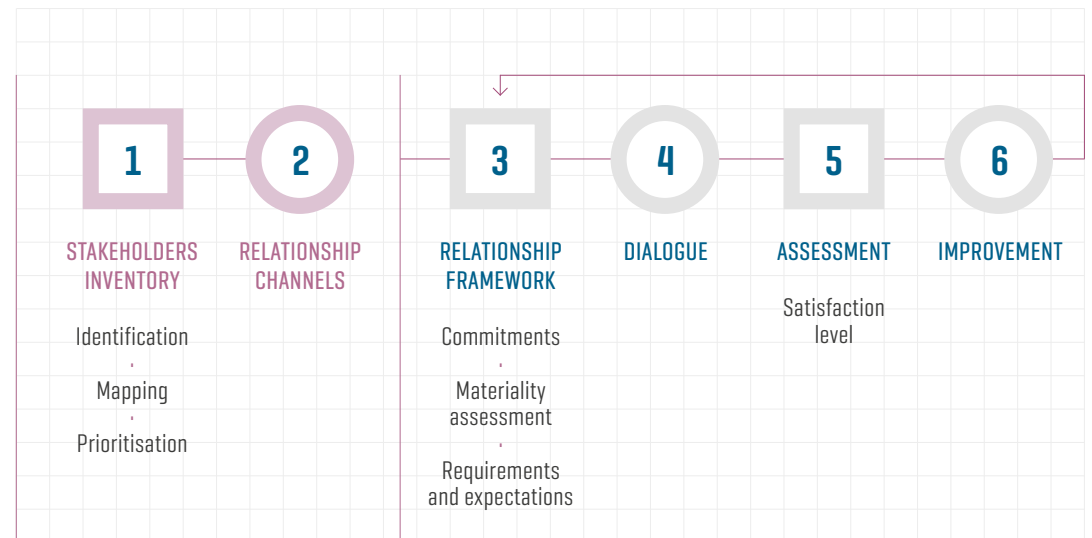 1
2
3
4
5
6
STAKEHOLDERS
INVENTORY
RELATIONSHIP
CHANNELS
RELATIONSHIP
FRAMEWORK
DIALOGUE
ASSESSMENT
IMPROVEMENT
Identification
Mapping
Prioritisation
Commitments
Materiality
assessment
Requirements
and expectations
Satisfaction
level